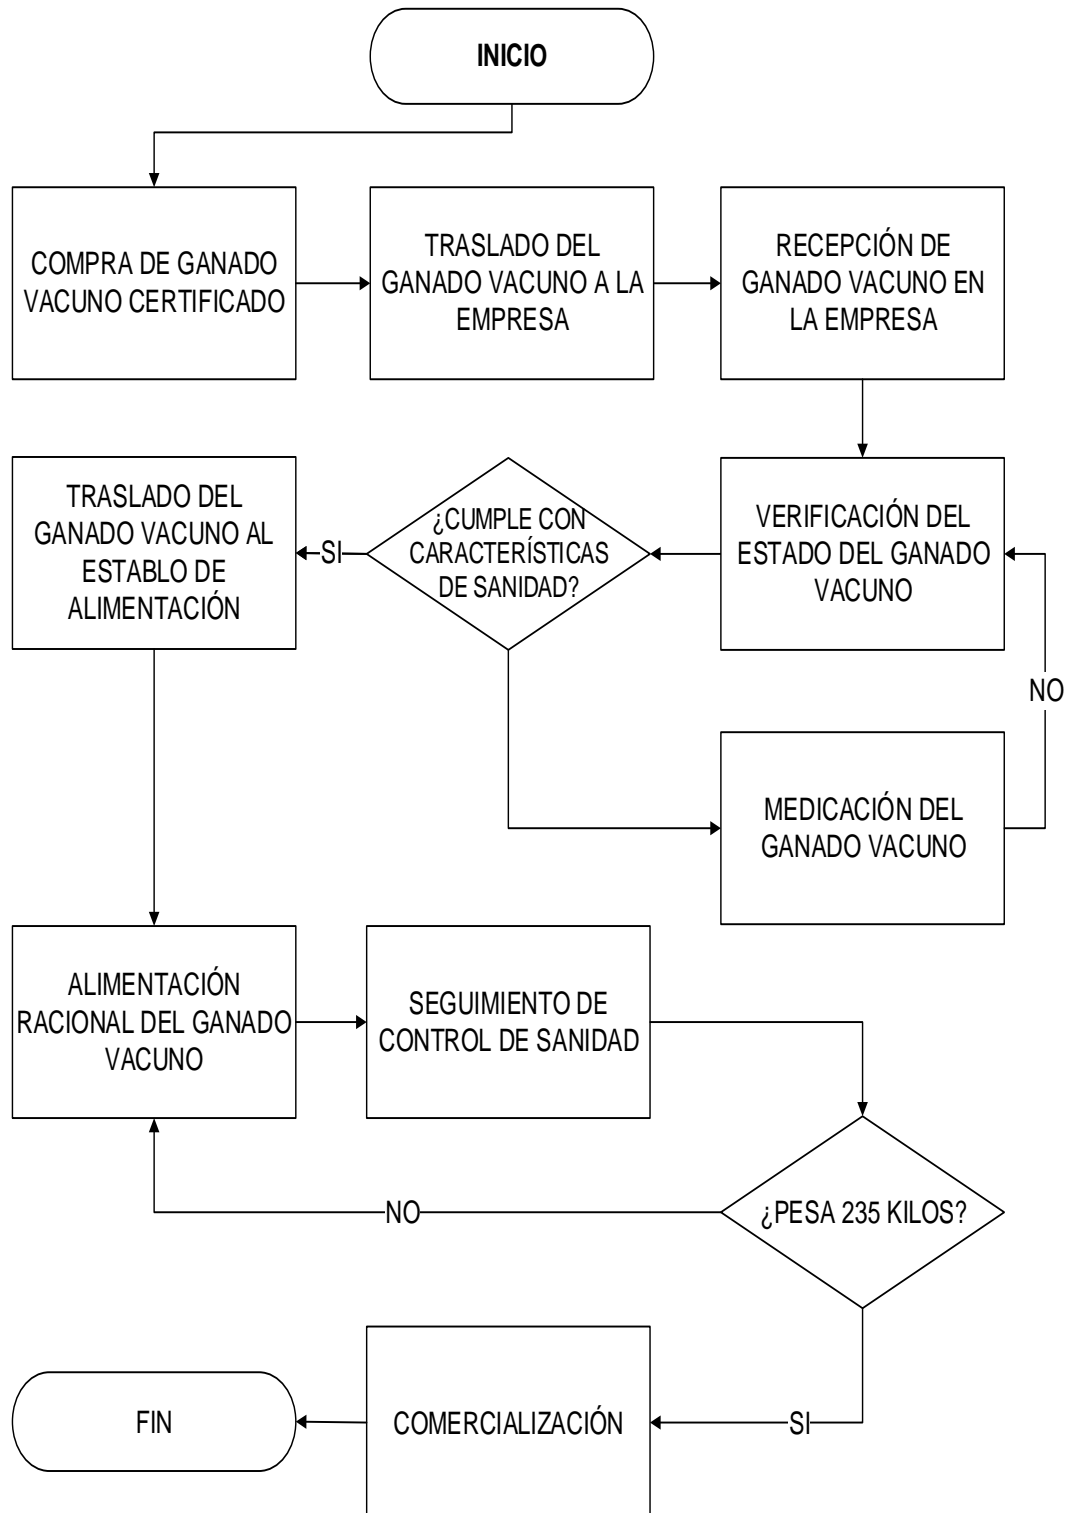 INICIO
COMPRA DE GANADO
VACUNO CERTIFICADO
TRASLADO DEL
GANADO VACUNO A LA
EMPRESA
RECEPCIÓN DE
GANADO VACUNO EN
LA EMPRESA
TRASLADO DEL
GANADO VACUNO AL
ESTABLO DE
ALIMENTACIÓN
SI
¿CUMPLE CON
CARACTERÍSTICAS
DE SANIDAD?
VERIFICACIÓN DEL
ESTADO DEL GANADO
VACUNO
NO
MEDICACIÓN DEL
GANADO VACUNO
ALIMENTACIÓN
RACIONAL DEL GANADO
VACUNO
SEGUIMIENTO DE
CONTROL DE SANIDAD
NO
¿PESA 235 KILOS?
FIN
COMERCIALIZACIÓN
SI